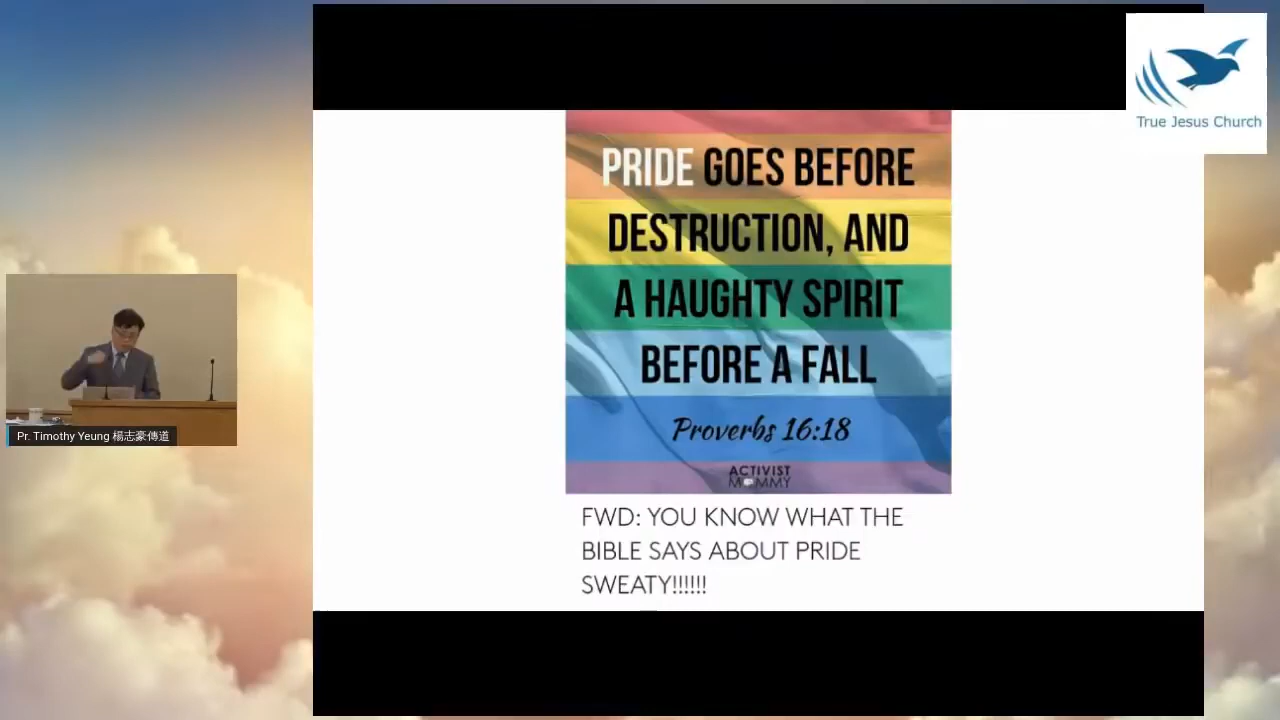 True Jesus Church
PRIDE GOES BEFORE
DESTRUCTION, AND
A HAUGHTY SPIRIT
BEFORE A FALL
Proverbs 16:18
ACTIVIST
MOMMY
FWD: YOU KNOW WHAT THE
BIBLE SAYS ABOUT PRIDE
SWEATY!!!!!!
Pr. Timothy Yeung 楊志豪傳道